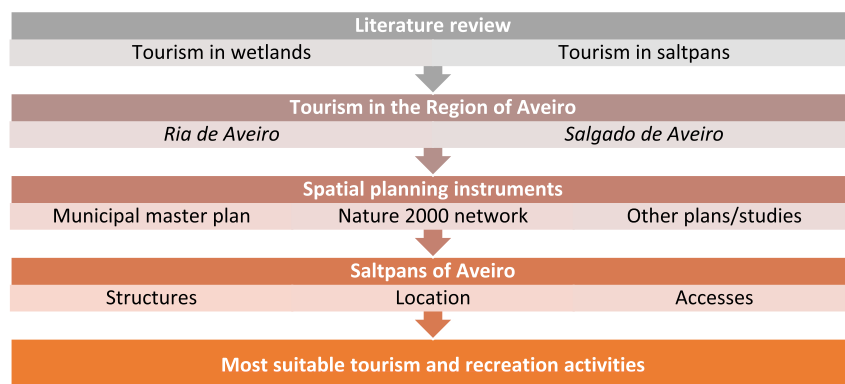 Literature review
Tourism in wetlands Tourism in saltpans
Tourism in the Region of Aveiro
Ria de Aveiro Salgado de Aveiro
Spatial planning instruments
Municipal master plan Nature 2000 network Other plans/studies
Saltpans of Aveiro
Structures Location Accesses
Most suitable tourism and recreation activities